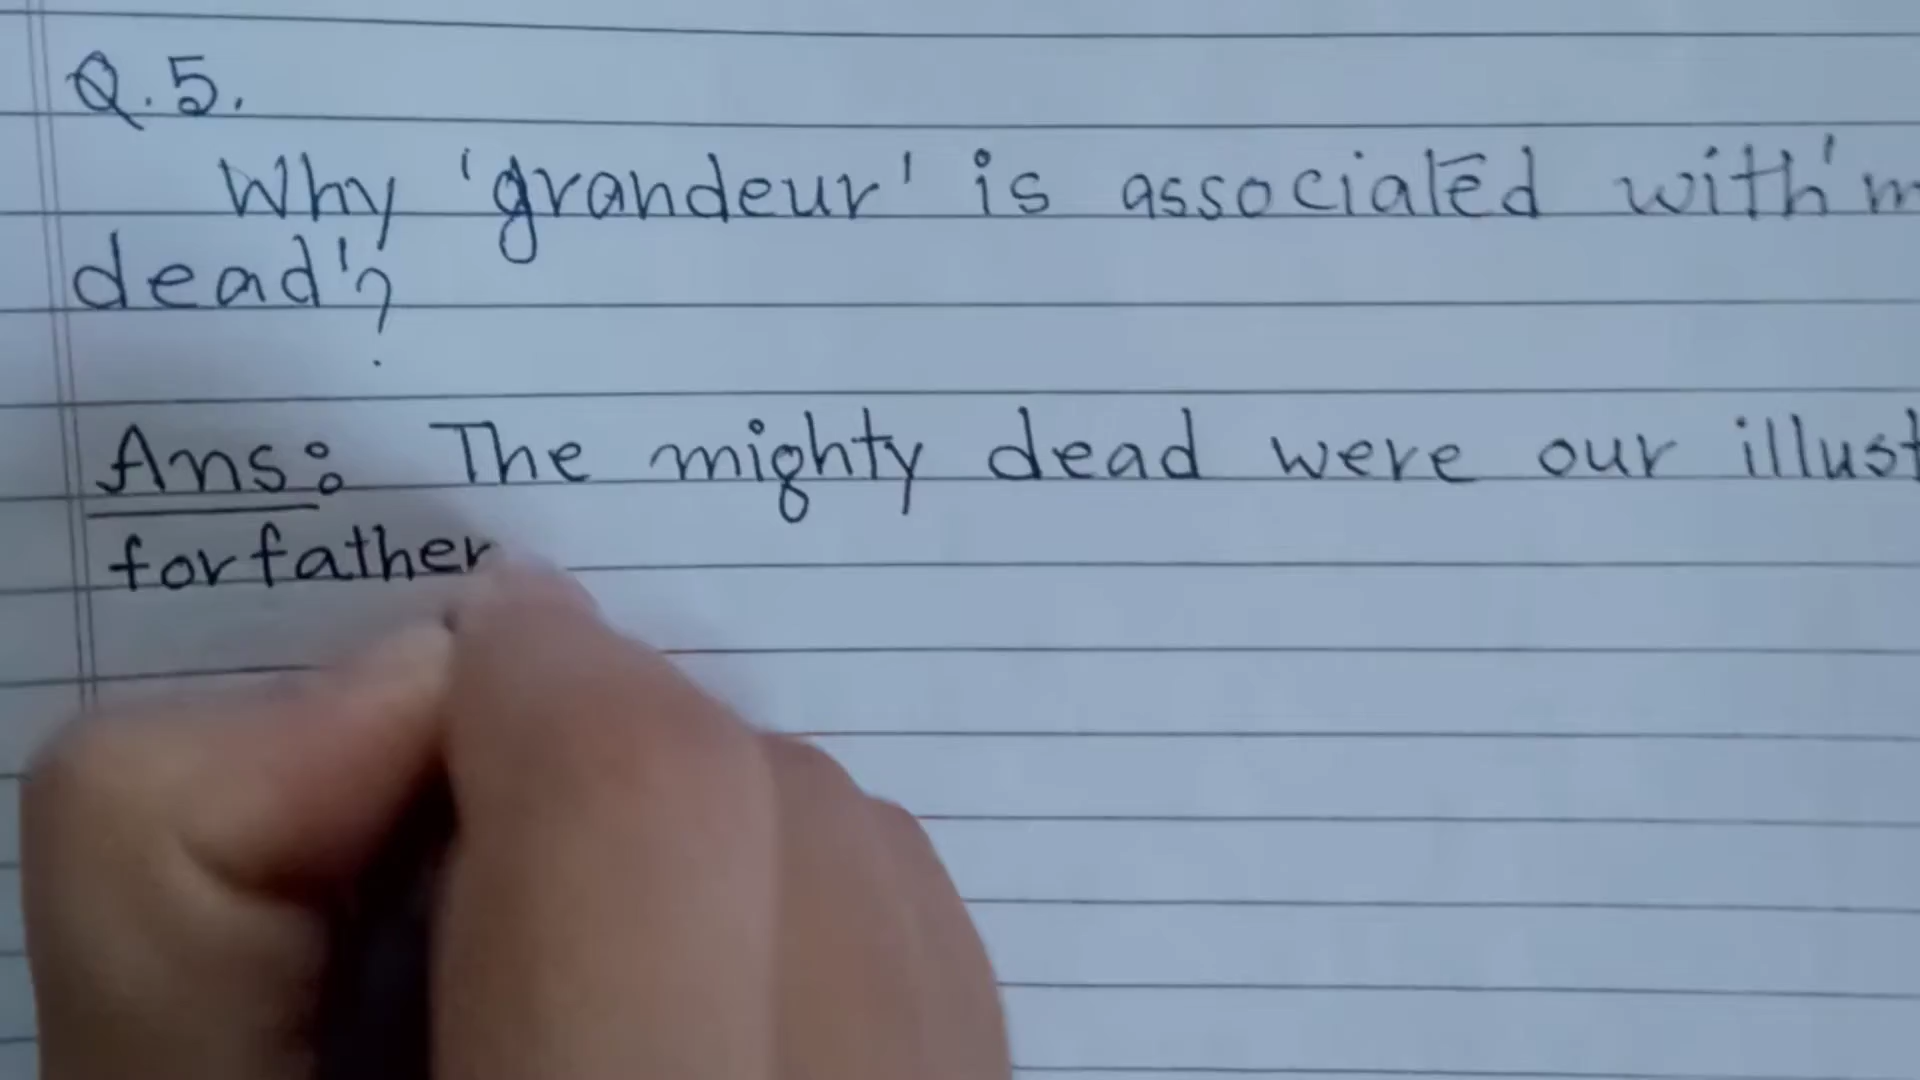 Q.5.
Why 'grandeur' is associated with 'm
dead'?
Ans: The mighty dead were our illust
forfather